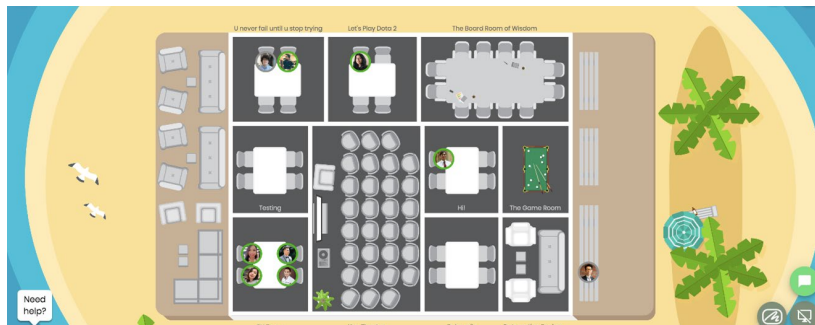 U never fail until u stop trying
Let's Play Dota 2
The Board Room of Wisdom
Testing
Hi!
The Game Room
Need
help?